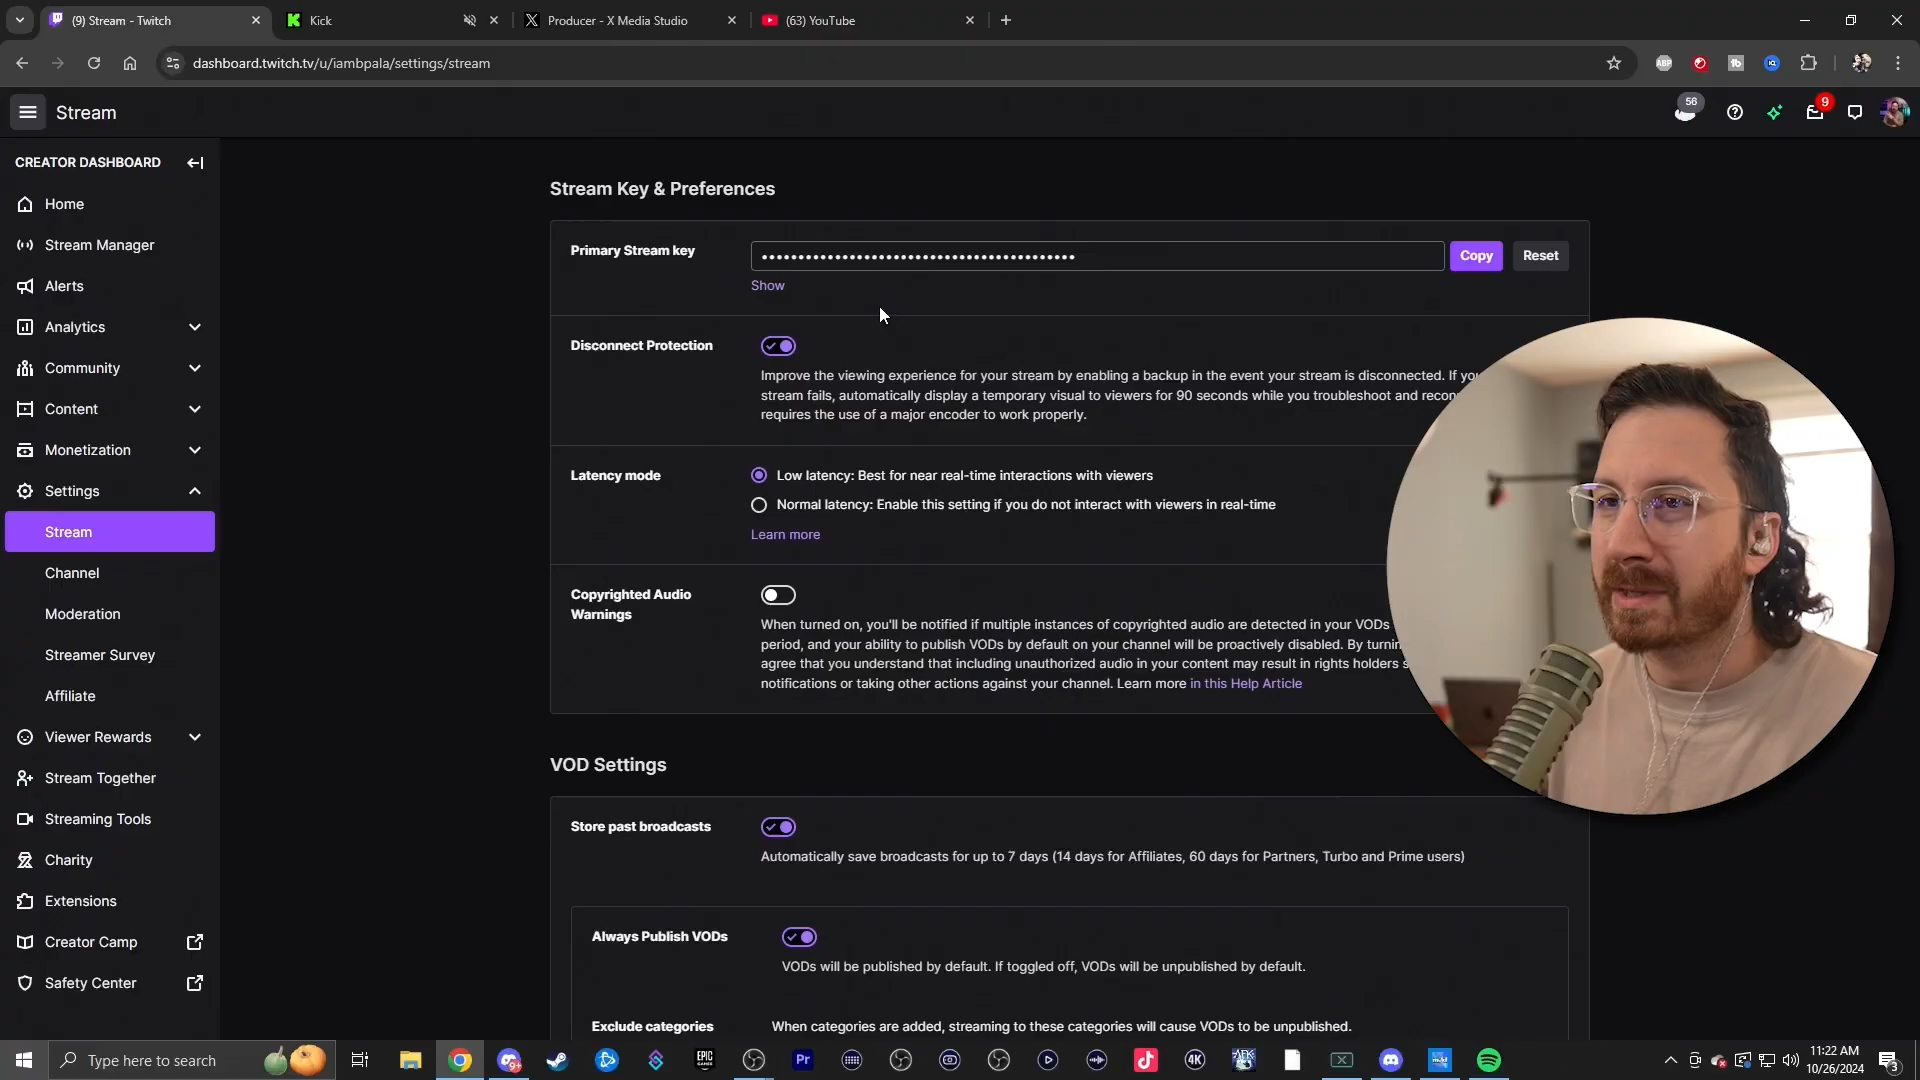 (9) Stream - Twitch
Kick
Producer - X Media Studio
(63) YouTube
dashboard.twitch.tv/u/iambpala/settings/stream
ABP
Stream
56
9
CREATOR DASHBOARD
Home
Stream Manager
Alerts
Analytics
Community
Content
Monetization
Settings
Stream
Channel
Moderation
Streamer Survey
Affiliate
Viewer Rewards
Stream Together
Streaming Tools
Charity
Extensions
Creator Camp
Safety Center
Stream Key & Preferences
Primary Stream key
Copy
Reset
Show
Disconnect Protection
Improve the viewing experience for your stream by enabling a backup in the event your stream is disconnected. If you
stream fails, automatically display a temporary visual to viewers for 90 seconds while you troubleshoot and recon
requires the use of a major encoder to work properly.
Latency mode
Low latency: Best for near real-time interactions with viewers
Normal latency: Enable this setting if you do not interact with viewers in real-time
Learn more
Copyrighted Audio
Warnings
When turned on, you'll be notified if multiple instances of copyrighted audio are detected in your VODs
period, and your ability to publish VODs by default on your channel will be proactively disabled. By turnin
agree that you understand that including unauthorized audio in your content may result in rights holders s
notifications or taking other actions against your channel. Learn more in this Help Article
VOD Settings
Store past broadcasts
Automatically save broadcasts for up to 7 days (14 days for Affiliates, 60 days for Partners, Turbo and Prime users)
Always Publish VODs
VODs will be published by default. If toggled off, VODs will be unpublished by default.
Exclude categories
When categories are added, streaming to these categories will cause VODs to be unpublished.
Type here to search
9+
EPIC
GAMES
Pr
4K
11:22 AM
10/26/2024
3